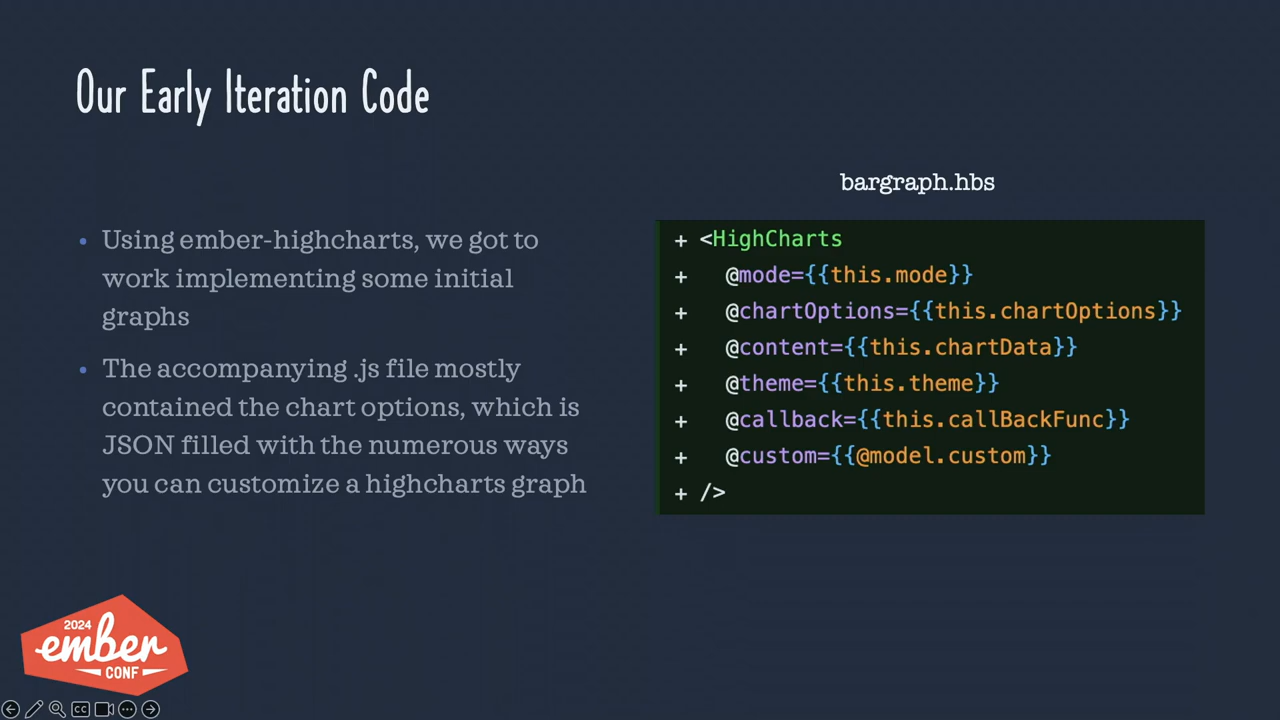 Our Early Iteration Code
bargraph.hbs
• Using ember-highcharts, we got to
work implementing some initial
graphs
• The accompanying .js file mostly
contained the chart options, which is
JSON filled with the numerous ways
you can customize a highcharts graph
+ <HighCharts
+   @mode={{this.mode}}
+   @chartOptions={{this.chartOptions}}
+   @content={{this.chartData}}
+   @theme={{this.theme}}
+   @callback={{this.callBackFunc}}
+   @custom={{@model.custom}}
+ />
2024
ember
CONF
CC